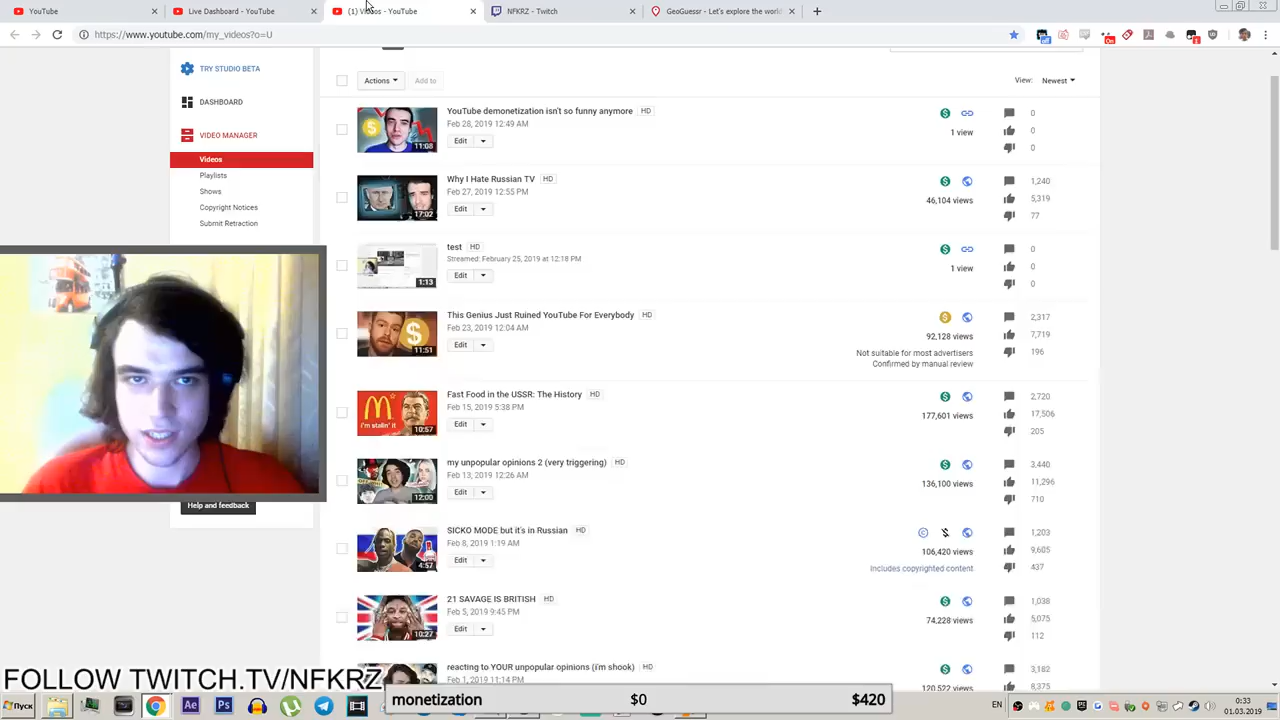 YouTube
Live Dashboard - YouTube
(1) Videos - YouTube
NFKRZ - Twitch
GeoGuessr - Let's explore the world
https://www.youtube.com/my_videos?o=U
TRY STUDIO BETA
DASHBOARD
VIDEO MANAGER
Videos
Playlists
Shows
Copyright Notices
Submit Retraction
Help and feedback
Actions
Add to
View:
Newest
YouTube demonetization isn't so funny anymore HD
Feb 28, 2019 12:49 AM
Edit
11:08
1 view
0
0
0
Why I Hate Russian TV HD
Feb 27, 2019 12:55 PM
Edit
17:02
46,104 views
1,240
5,319
77
test HD
Streamed: February 25, 2019 at 12:18 PM
Edit
1:13
1 view
0
0
0
This Genius Just Ruined YouTube For Everybody HD
Feb 23, 2019 12:04 AM
Edit
11:51
92,128 views
Not suitable for most advertisers
Confirmed by manual review
2,317
7,719
196
Fast Food in the USSR: The History HD
Feb 15, 2019 5:38 PM
Edit
i'm stalin' it
10:57
177,601 views
2,720
17,506
205
my unpopular opinions 2 (very triggering) HD
Feb 13, 2019 12:26 AM
Edit
12:00
136,100 views
3,440
11,296
710
SICKO MODE but it's in Russian HD
Feb 8, 2019 1:19 AM
Edit
4:57
106,420 views
Includes copyrighted content
1,203
9,605
437
21 SAVAGE IS BRITISH HD
Feb 5, 2019 9:45 PM
Edit
10:27
74,228 views
1,038
5,075
112
reacting to YOUR unpopular opinions (i'm shook) HD
Feb 1, 2019 11:14 PM
120,522 views
3,182
8,375
FOLLOW TWITCH.TV/NFKRZ
monetization $0 $420
Пуск
EN
0:33
01.03.2019